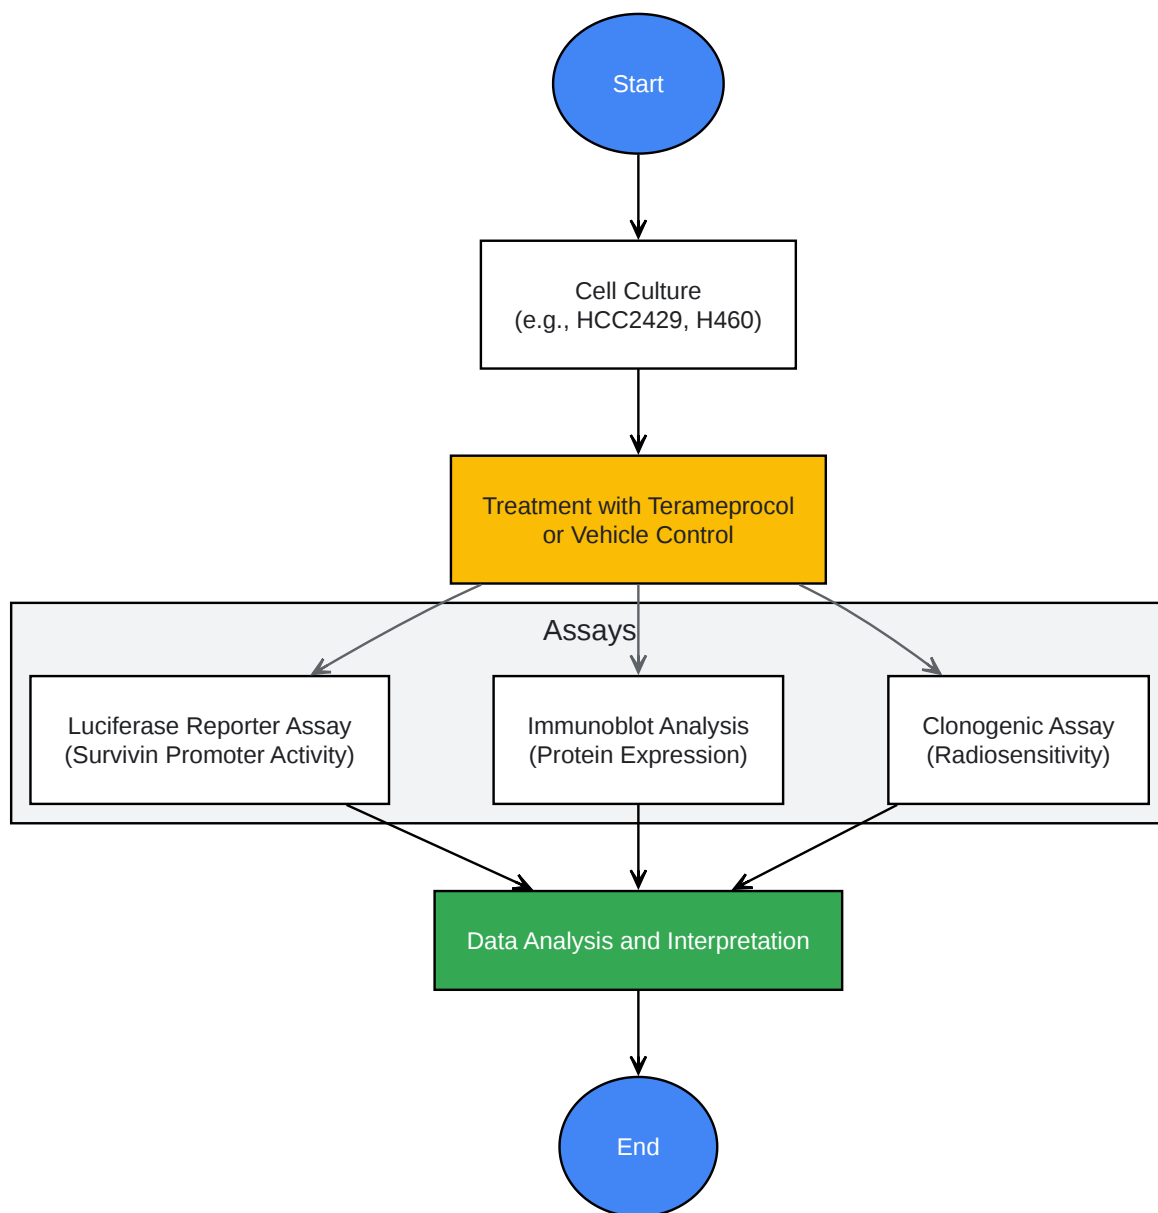 Start
Cell Culture
(e.g., HCC2429, H460)
Treatment with Terameprocol
or Vehicle Control
Assays
Luciferase Reporter Assay
(Survivin Promoter Activity)
Immunoblot Analysis
(Protein Expression)
Clonogenic Assay
(Radiosensitivity)
Data Analysis and Interpretation
End